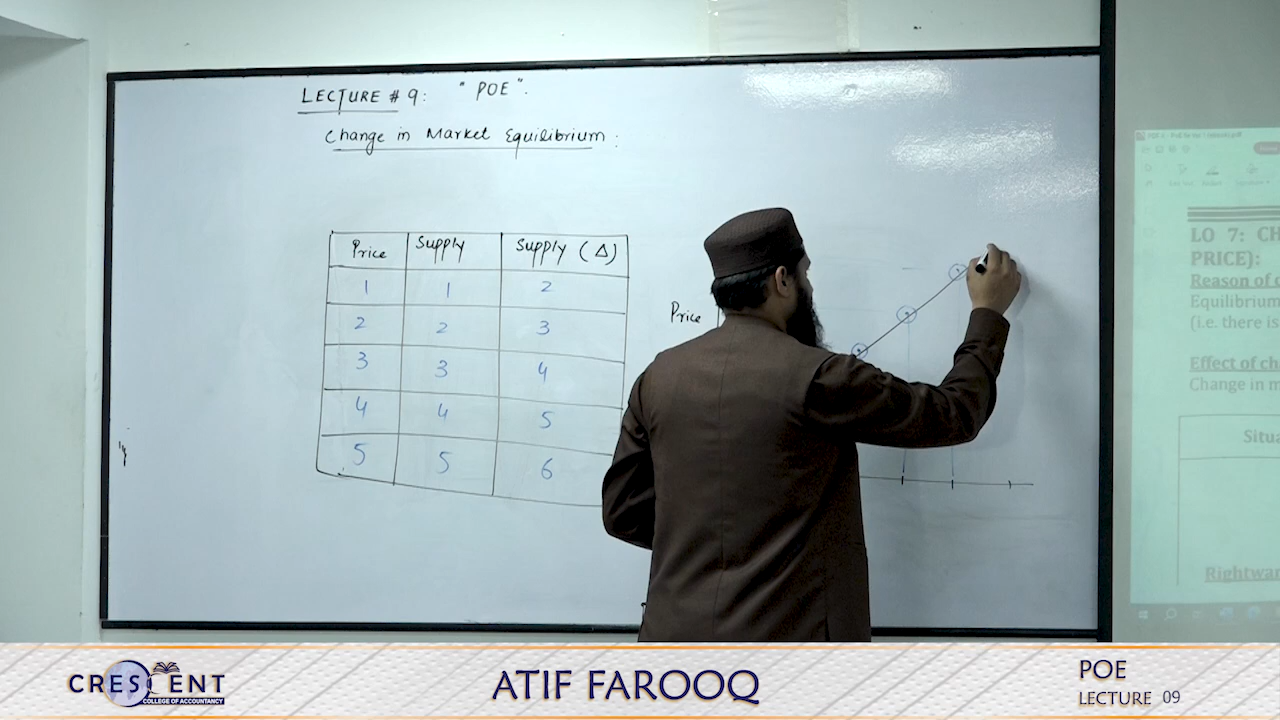 LECTURE # 9: "POE".
Change in Market Equilibrium:
Price Supply Supply (Δ)
1 1 2
2 2 3
3 3 4
4 4 5
5 5 6
Price
LO 7: CH
PRICE):
Reason of c
Equilibrium
(i.e. there is
Effect of ch
Change in m
Situa
Rightwar
CRESCENT
COLLEGE OF ACCOUNTANCY
ATIF FAROOQ
POE
LECTURE 09